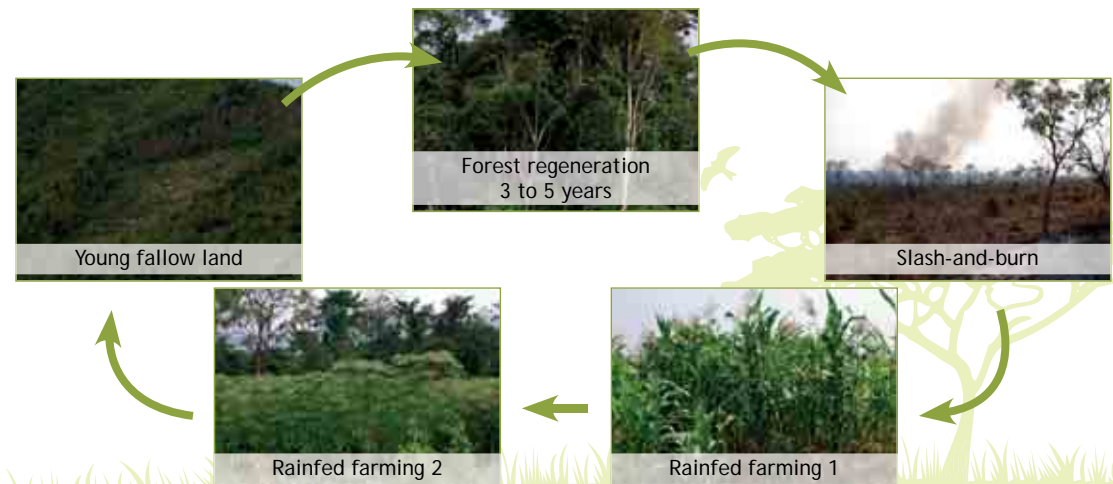 Forest regeneration
3 to 5 years
Young fallow land
Slash-and-burn
Rainfed farming 2
Rainfed farming 1